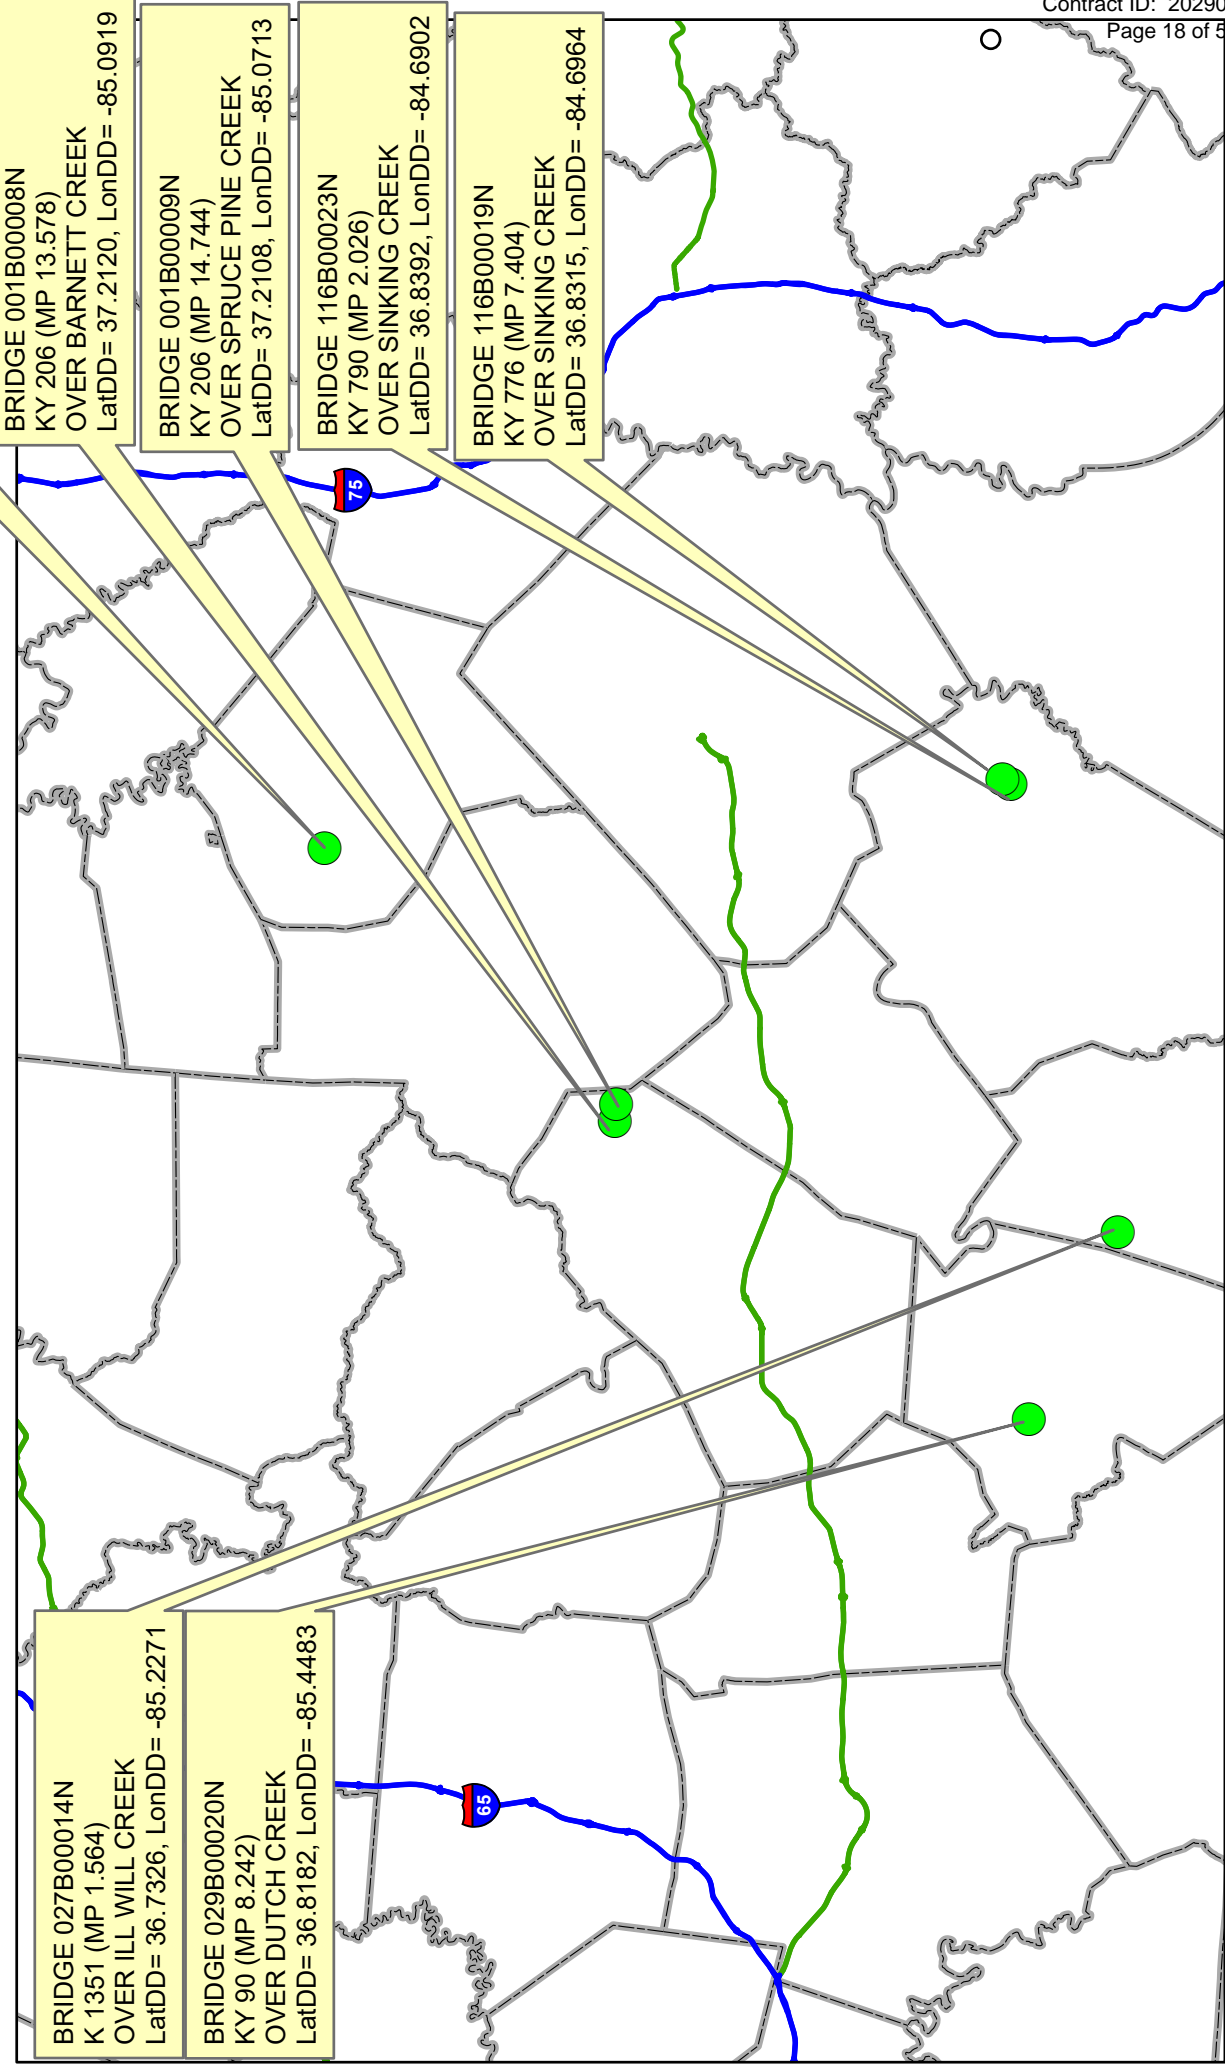 Contract ID: 20290
Page 18 of 5
BRIDGE 001B00008N
KY 206 (MP 13.578)
OVER BARNETT CREEK
LatDD= 37.2120, LonDD= -85.0919
BRIDGE 001B00009N
KY 206 (MP 14.744)
OVER SPRUCE PINE CREEK
LatDD= 37.2108, LonDD= -85.0713
BRIDGE 116B00023N
KY 790 (MP 2.026)
OVER SINKING CREEK
LatDD= 36.8392, LonDD= -84.6902
BRIDGE 116B00019N
KY 776 (MP 7.404)
OVER SINKING CREEK
LatDD= 36.8315, LonDD= -84.6964
75
BRIDGE 027B00014N
K 1351 (MP 1.564)
OVER ILL WILL CREEK
LatDD= 36.7326, LonDD= -85.2271
BRIDGE 029B00020N
KY 90 (MP 8.242)
OVER DUTCH CREEK
LatDD= 36.8182, LonDD= -85.4483
65